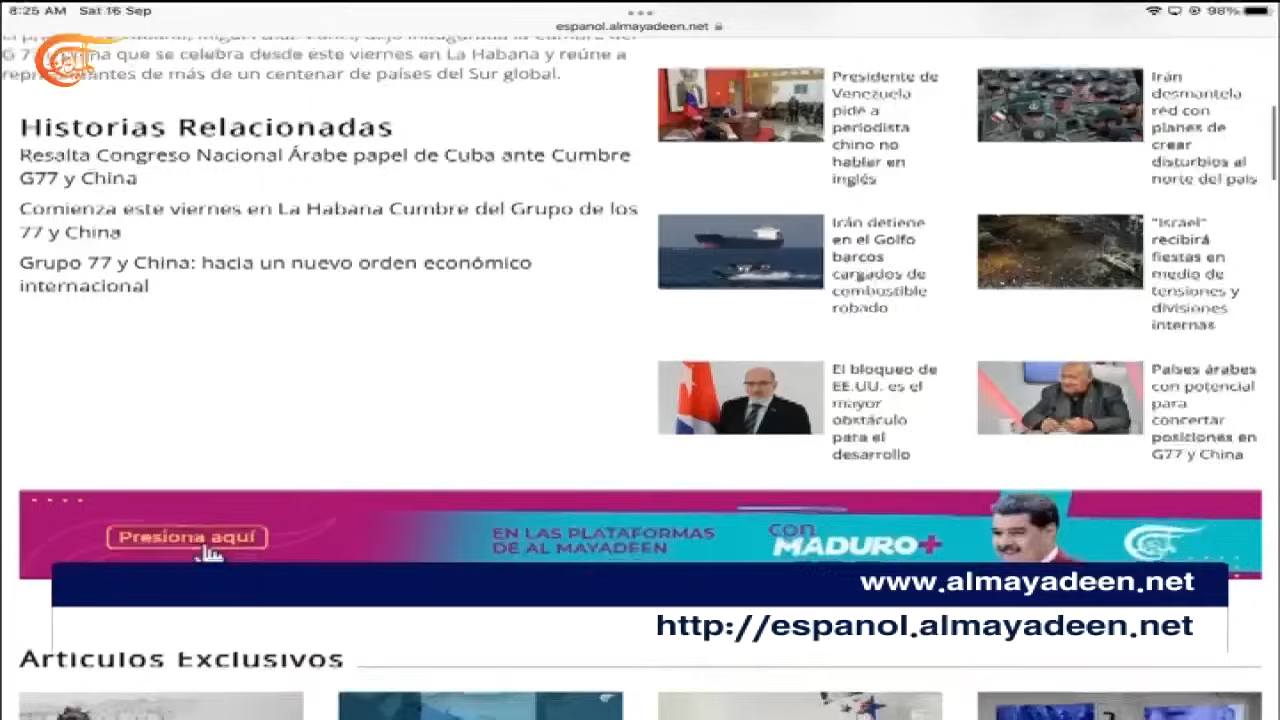 8:25 AM Sat 16 Sep
98%
espanol.almayadeen.net
que se celebra desde este viernes en La Habana y reúne a
de más de un centenar de países del Sur global.
Historias Relacionadas
Resalta Congreso Nacional Árabe papel de Cuba ante Cumbre
G77 y China
Comienza este viernes en La Habana Cumbre del Grupo de los
77 y China
Grupo 77 y China: hacia un nuevo orden económico
internacional
Presidente de
Venezuela
pide a
periodista
chino no
hablar en
inglés
Irán
desmantela
red con
planes de
crear
disturbios al
norte del país
Irán detiene
en el Golfo
barcos
cargados de
combustible
robado
"Israel"
recibirá
fiestas en
medio de
tensiones y
divisiones
internas
El bloqueo de
EE.UU. es el
mayor
obstáculo
para el
desarrollo
Países árabes
con potencial
para
concertar
posiciones en
G77 y China
Presiona aquí
EN LAS PLATAFORMAS
DE AL MAYADEEN
con
MADURO+
www.almayadeen.net
http://espanol.almayadeen.net
Artículos Exclusivos